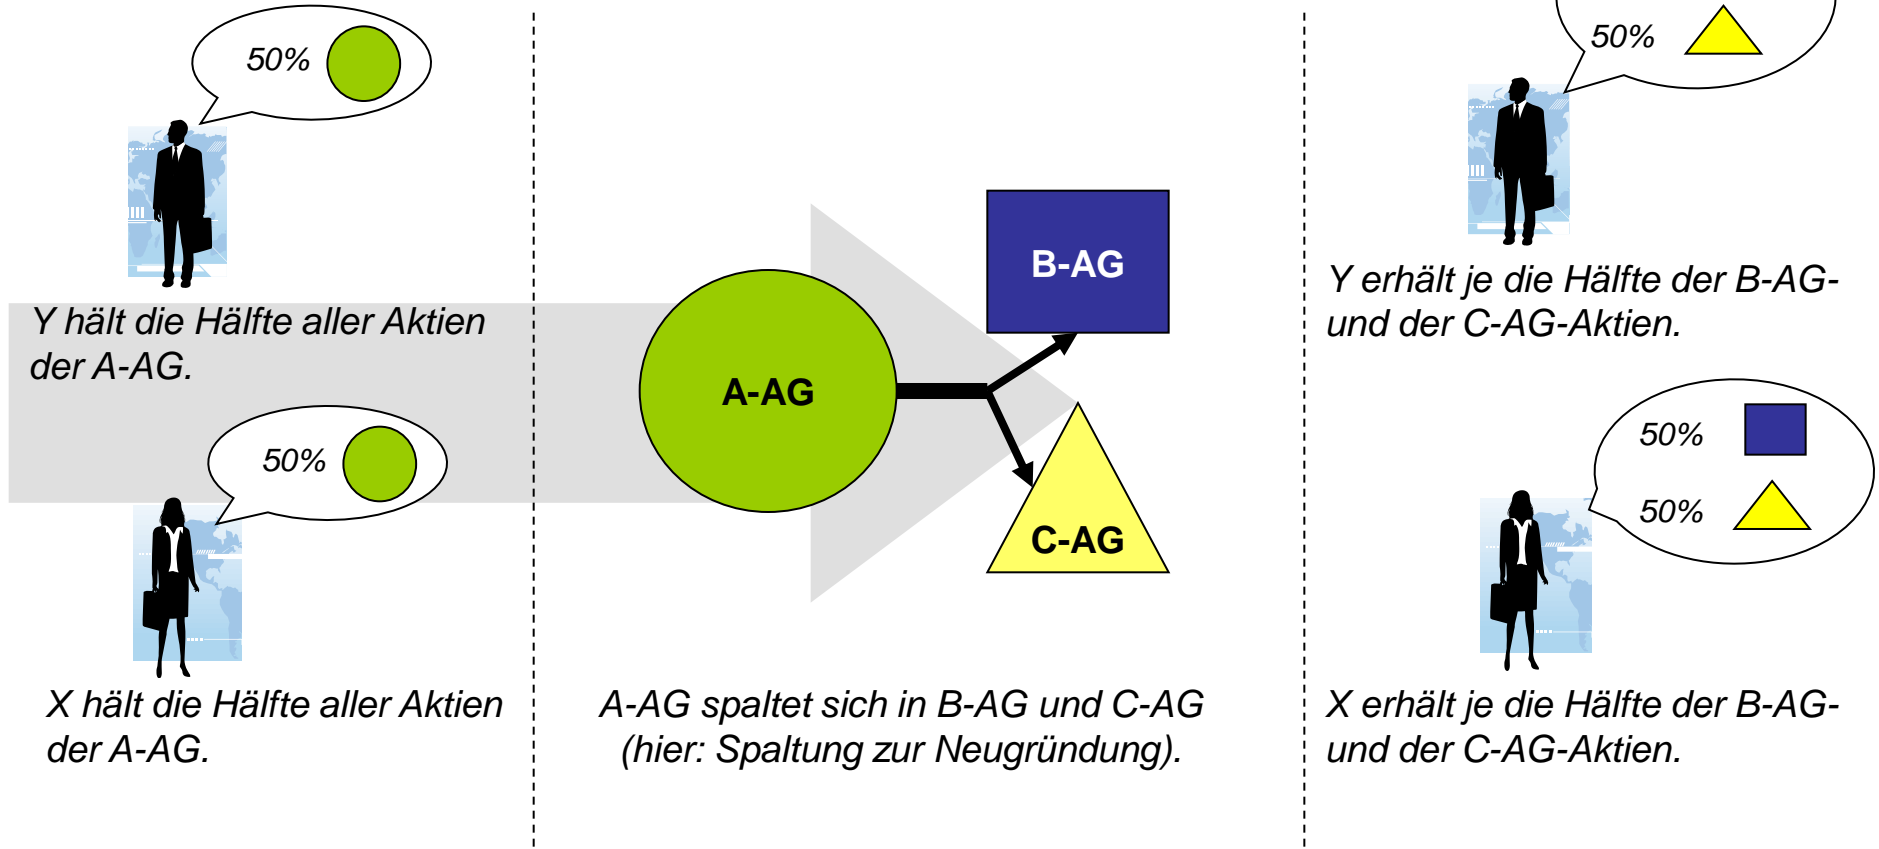 50%
Y hält die Hälfte aller Aktien
der A-AG.
50%
X hält die Hälfte aller Aktien
der A-AG.
B-AG
A-AG
C-AG
A-AG spaltet sich in B-AG und C-AG
(hier: Spaltung zur Neugründung).
50%
Y erhält je die Hälfte der B-AG-
und der C-AG-Aktien.
50%
50%
X erhält je die Hälfte der B-AG-
und der C-AG-Aktien.